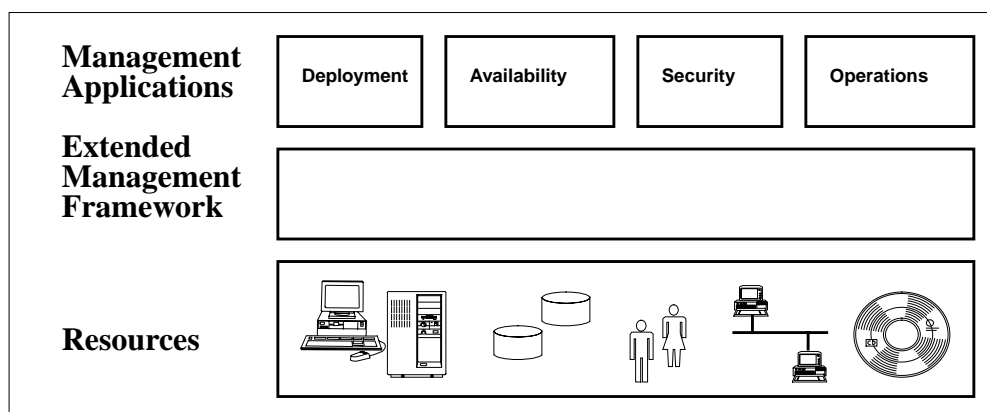 Management
Applications
Deployment
Availability
Security
Operations
Extended
Management
Framework
Resources